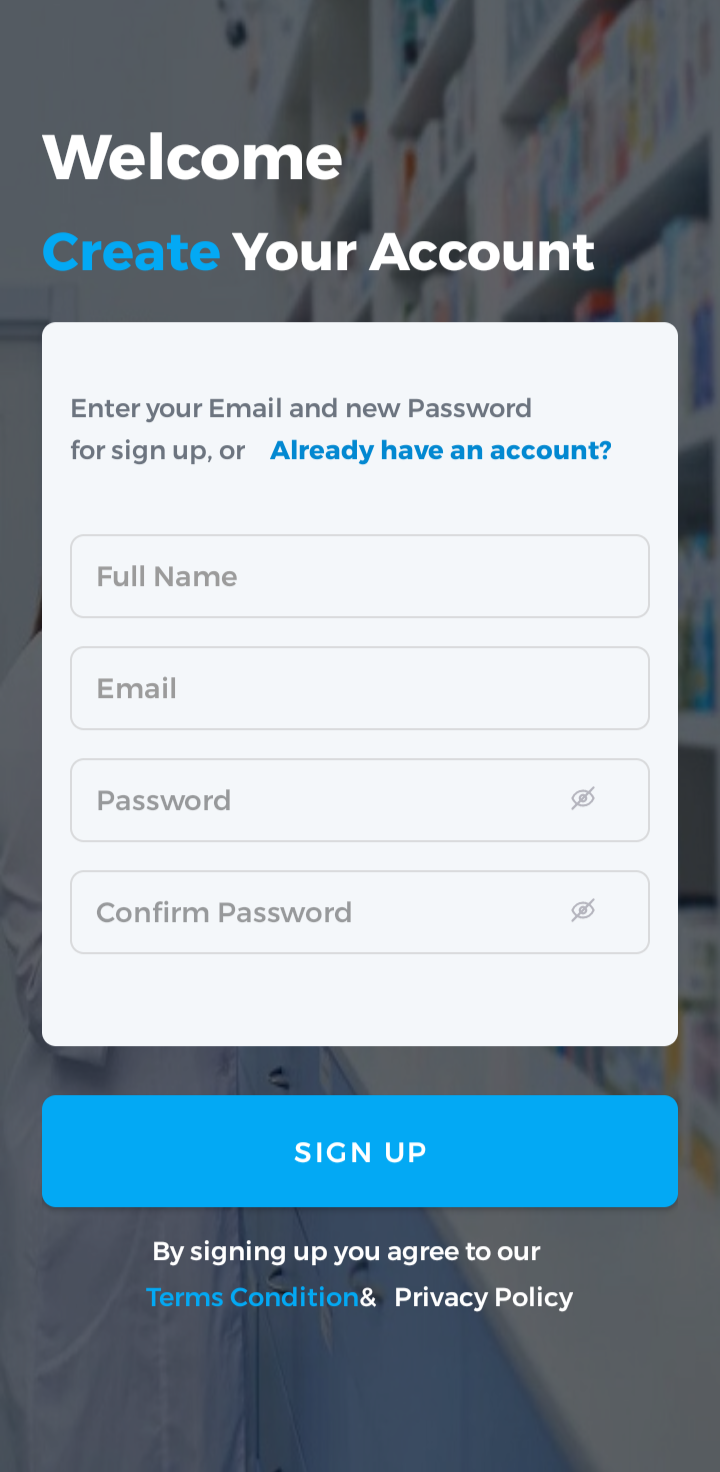 Welcome
Create Your Account
Enter your Email and new Password
for sign up, or Already have an account?
Full Name
Email
Password
Confirm Password
SIGN UP
By signing up you agree to our
Terms Condition& Privacy Policy